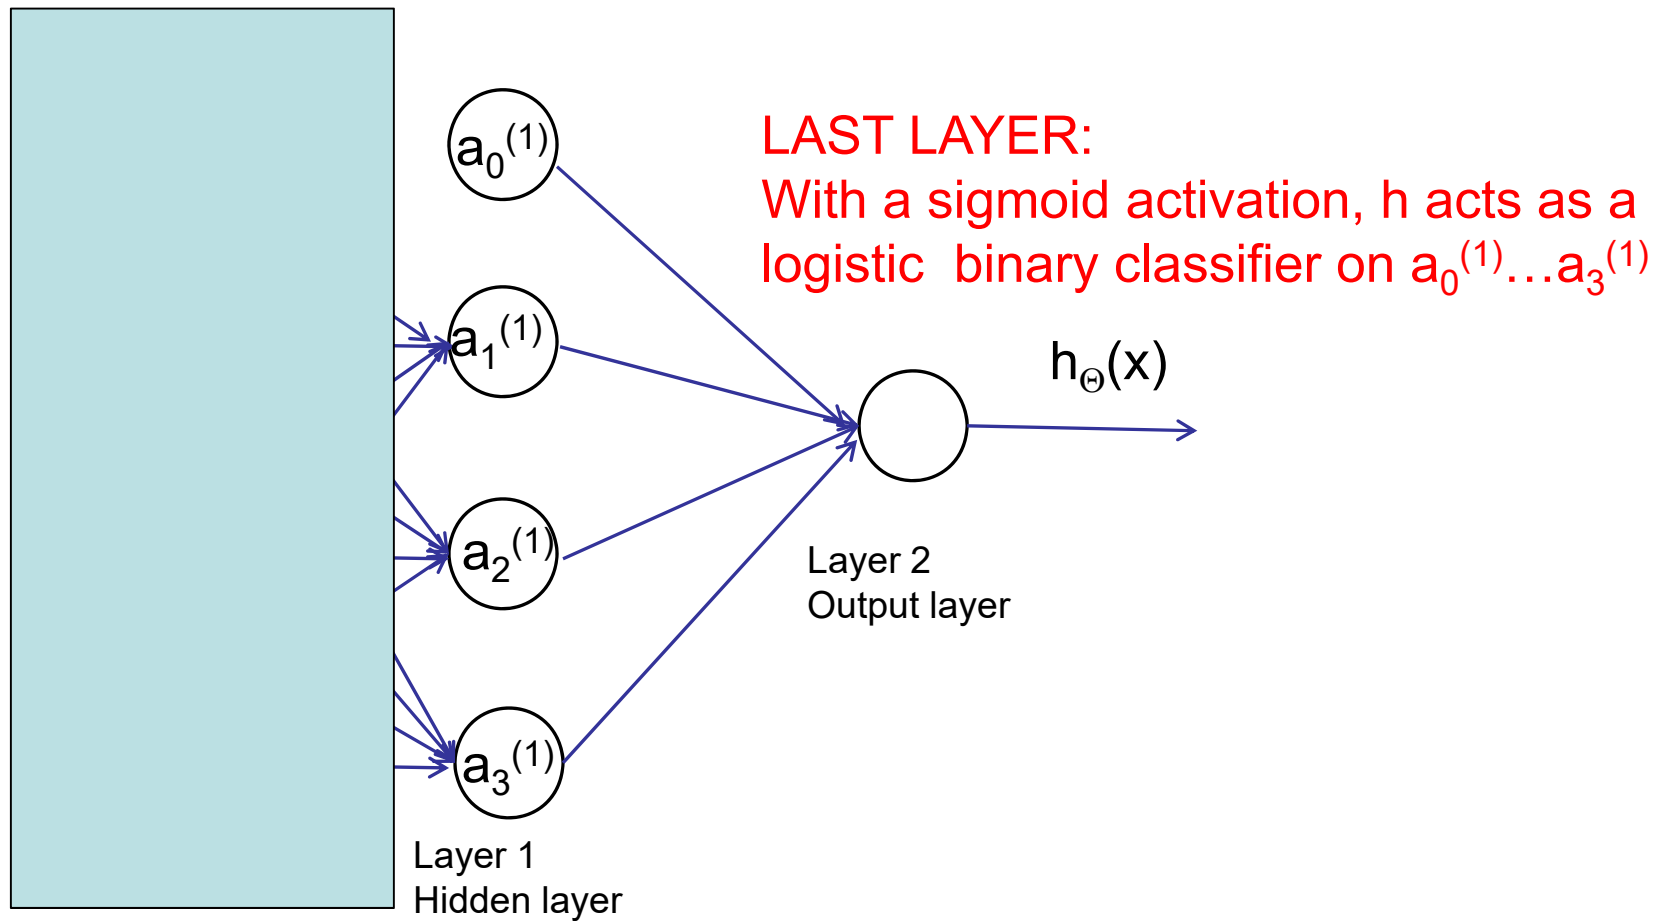 a₀⁽¹⁾
LAST LAYER:
With a sigmoid activation, h acts as a
logistic  binary classifier on a₀⁽¹⁾…a₃⁽¹⁾
a₁⁽¹⁾
h_Θ(x)
a₂⁽¹⁾
Layer 2
Output layer
a₃⁽¹⁾
Layer 1
Hidden layer